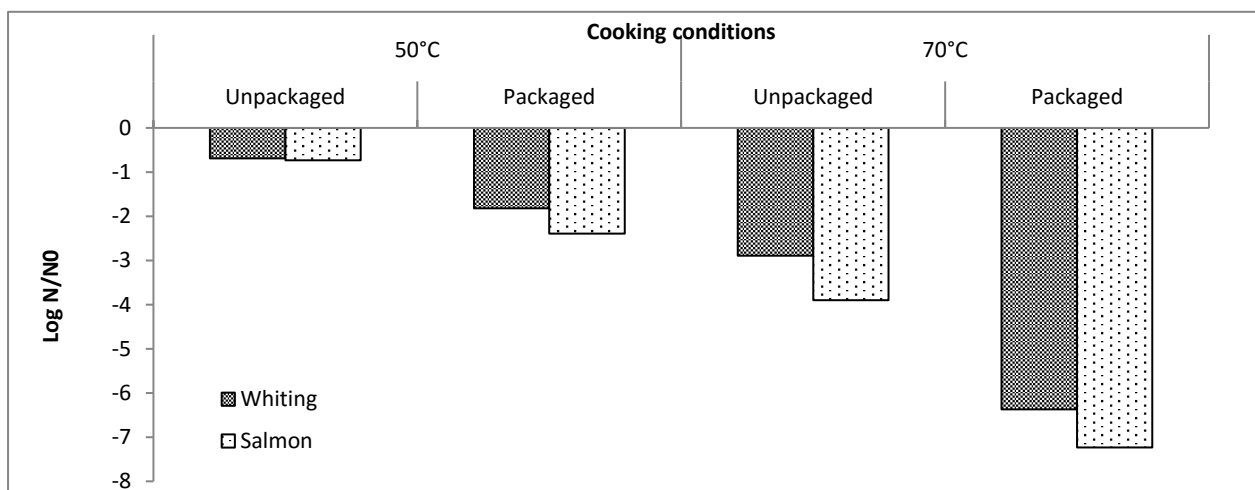 Cooking conditions
50°C 70°C
Unpackaged Packaged Unpackaged Packaged
0
-1
-2
-3
-4
-5
-6
-7
-8
Log N/N0
Whiting
Salmon